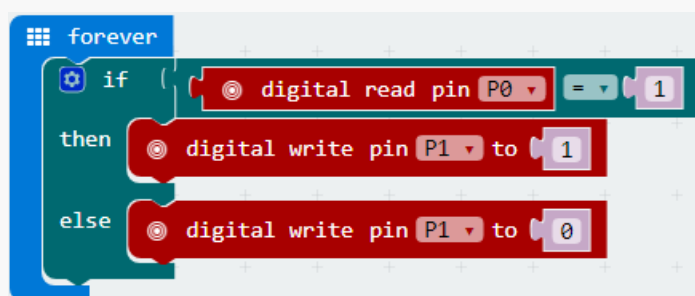 forever
if digital read pin P0 = 1
then digital write pin P1 to 1
else digital write pin P1 to 0